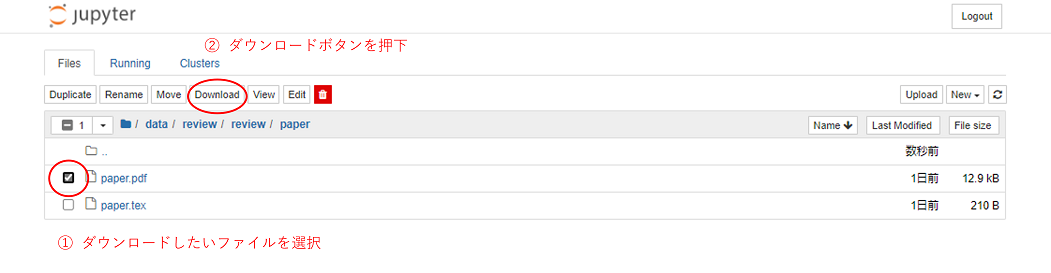 jupyter
Logout
② ダウンロードボタンを押下
Files Running Clusters
Duplicate Rename Move Download View Edit Upload New
1 / data / review / review / paper Name Last Modified File size
.. 数秒前
paper.pdf 1日前 12.9 kB
paper.tex 1日前 210 B
① ダウンロードしたいファイルを選択